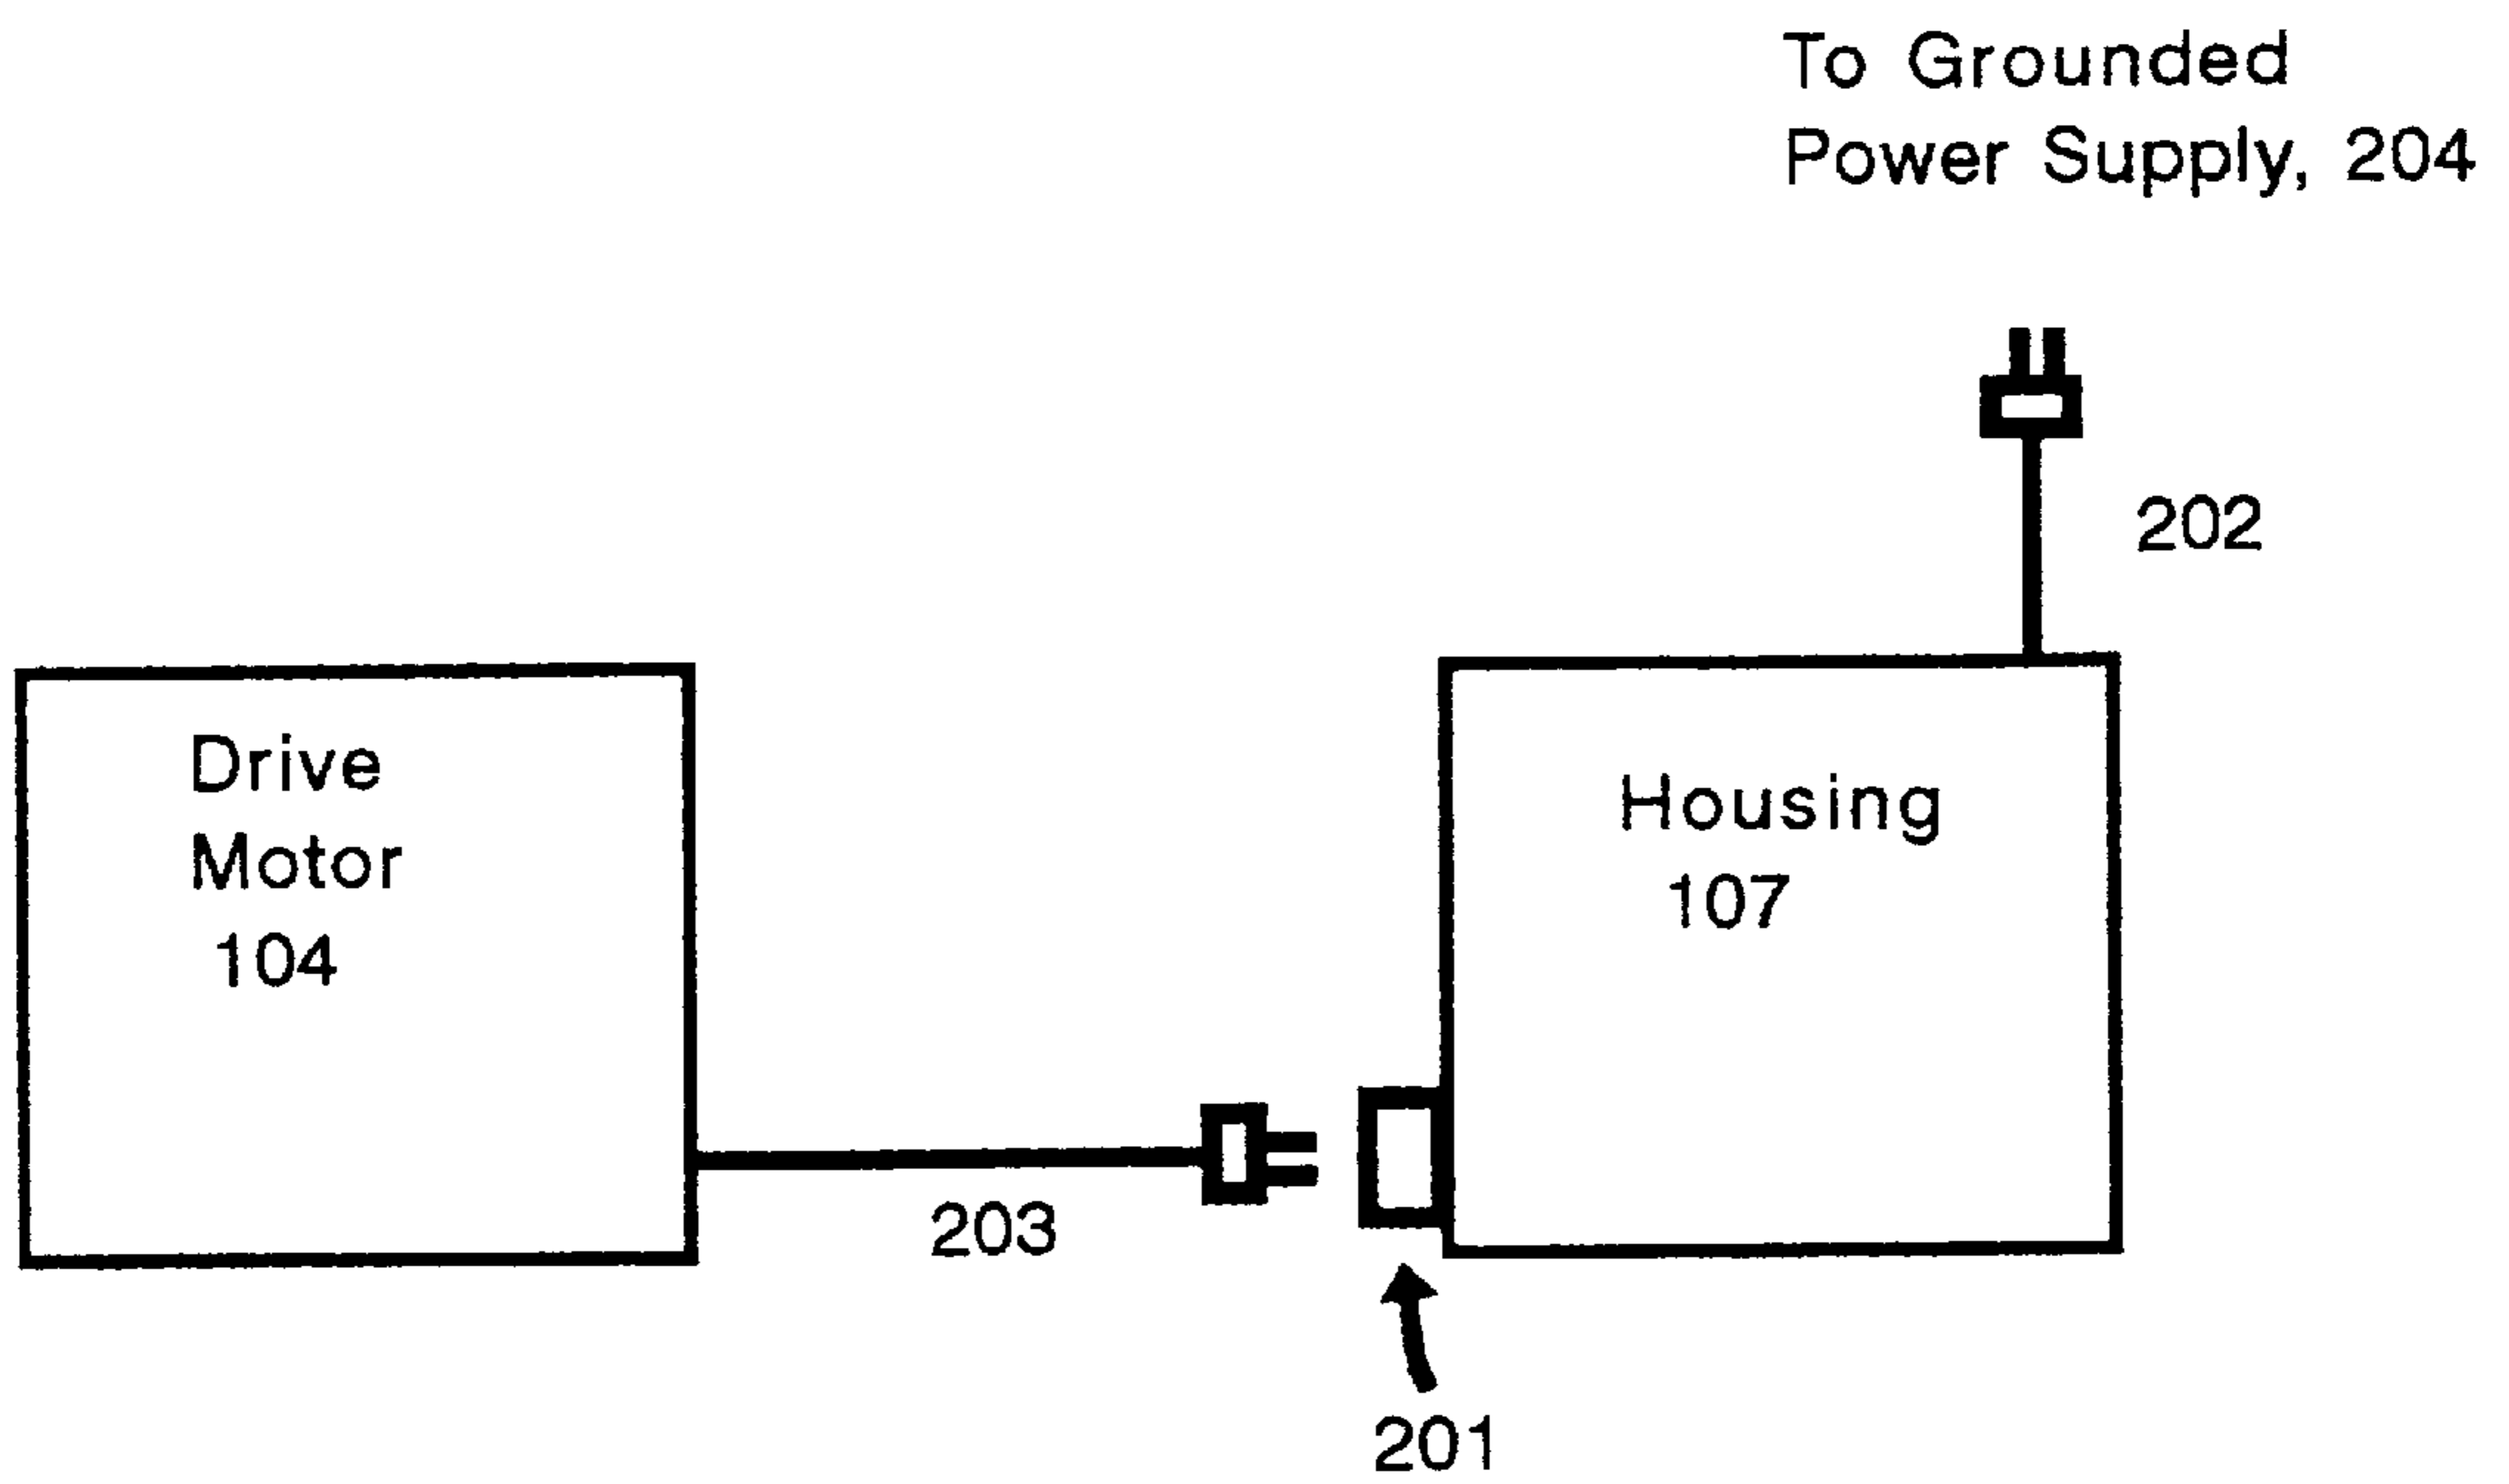 To Grounded
Power Supply, 204
202
Drive
Motor
104
Housing
107
203
201